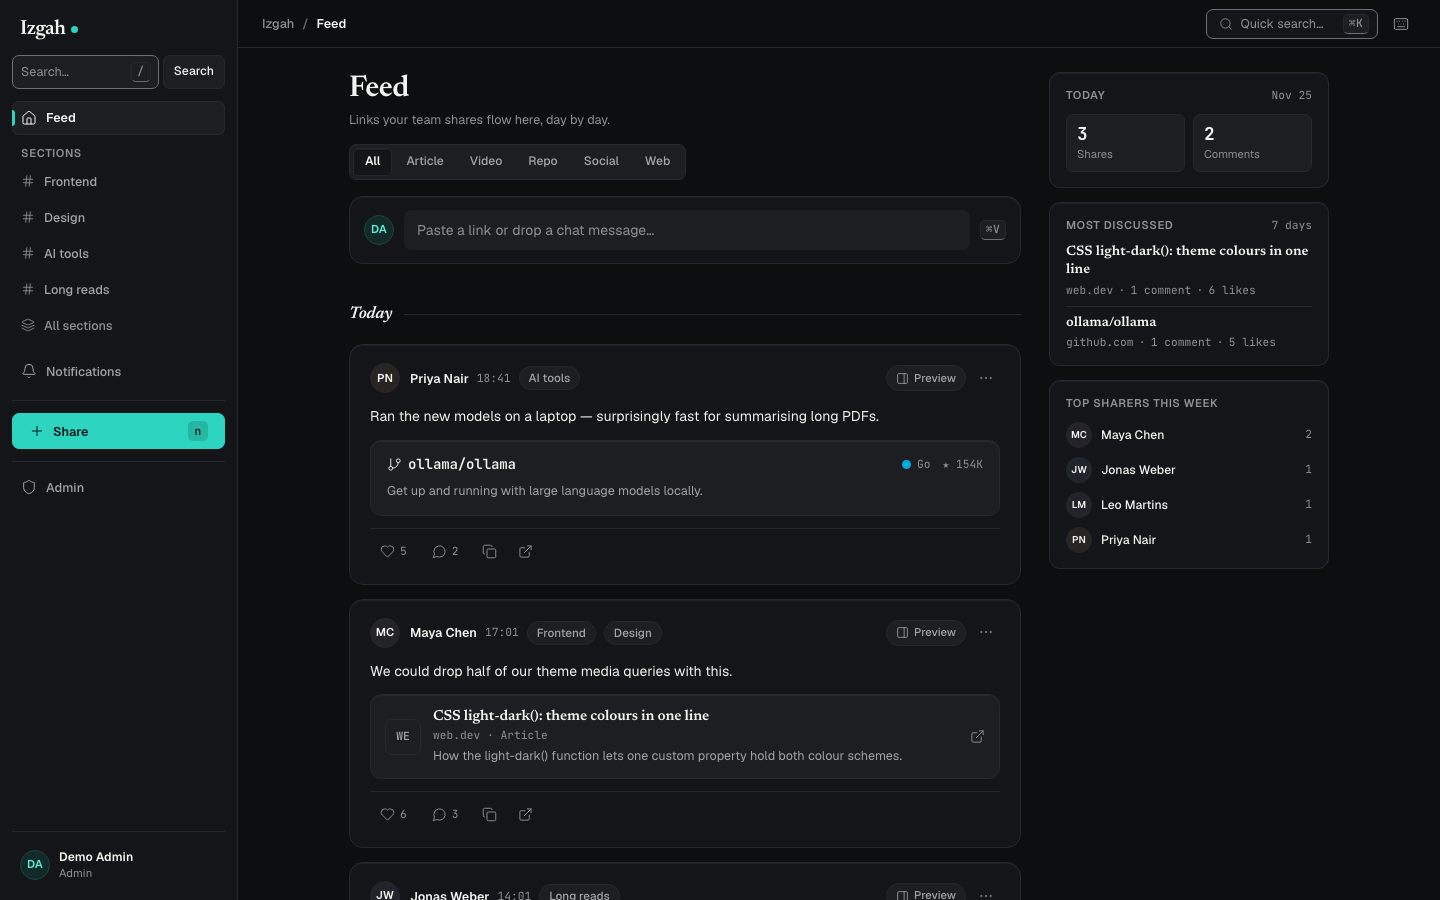 Izgah
Search…
/
Search
Feed
SECTIONS
# Frontend
# Design
# AI tools
# Long reads
All sections
Notifications
+ Share
n
Admin
DA
Demo Admin
Admin
Izgah / Feed
Quick search…
⌘K
Feed
Links your team shares flow here, day by day.
All Article Video Repo Social Web
DA
Paste a link or drop a chat message…
⌘V
Today
PN Priya Nair 18:41 AI tools Preview ···
Ran the new models on a laptop — surprisingly fast for summarising long PDFs.
ollama/ollama
Go ★ 154K
Get up and running with large language models locally.
5 2
MC Maya Chen 17:01 Frontend Design Preview ···
We could drop half of our theme media queries with this.
WE
CSS light-dark(): theme colours in one line
web.dev · Article
How the light-dark() function lets one custom property hold both colour schemes.
6 3
JW Jonas Weber 14:01 Long reads Preview ···
TODAY Nov 25
3
Shares
2
Comments
MOST DISCUSSED 7 days
CSS light-dark(): theme colours in one
line
web.dev · 1 comment · 6 likes
ollama/ollama
github.com · 1 comment · 5 likes
TOP SHARERS THIS WEEK
MC Maya Chen 2
JW Jonas Weber 1
LM Leo Martins 1
PN Priya Nair 1